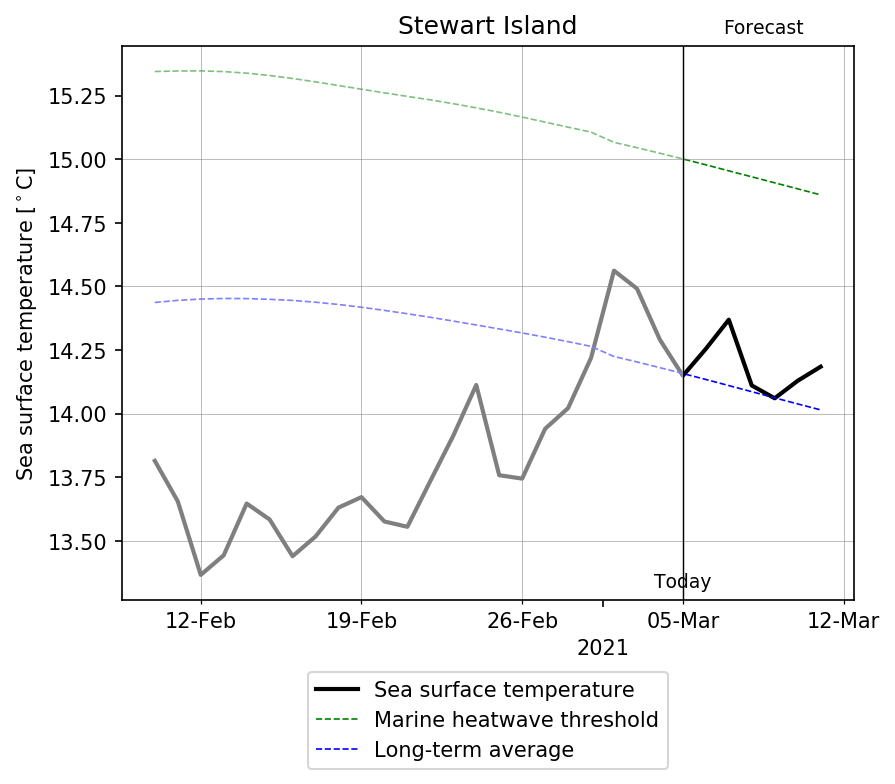 Stewart Island
Forecast
Sea surface temperature [°C]
15.25
15.00
14.75
14.50
14.25
14.00
13.75
13.50
Today
12-Feb
19-Feb
26-Feb
05-Mar
12-Mar
2021
Sea surface temperature
Marine heatwave threshold
Long-term average